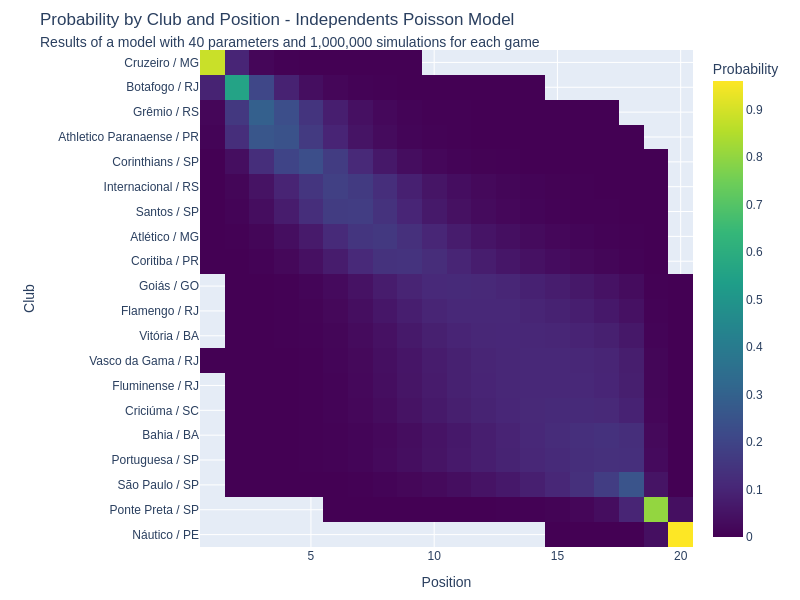 Probability by Club and Position - Independents Poisson Model
Results of a model with 40 parameters and 1,000,000 simulations for each game
Cruzeiro / MG
Botafogo / RJ
Grêmio / RS
Athletico Paranaense / PR
Corinthians / SP
Internacional / RS
Santos / SP
Atlético / MG
Coritiba / PR
Goiás / GO
Flamengo / RJ
Vitória / BA
Vasco da Gama / RJ
Fluminense / RJ
Criciúma / SC
Bahia / BA
Portuguesa / SP
São Paulo / SP
Ponte Preta / SP
Náutico / PE
Club
5
10
15
20
Position
Probability
0.9
0.8
0.7
0.6
0.5
0.4
0.3
0.2
0.1
0